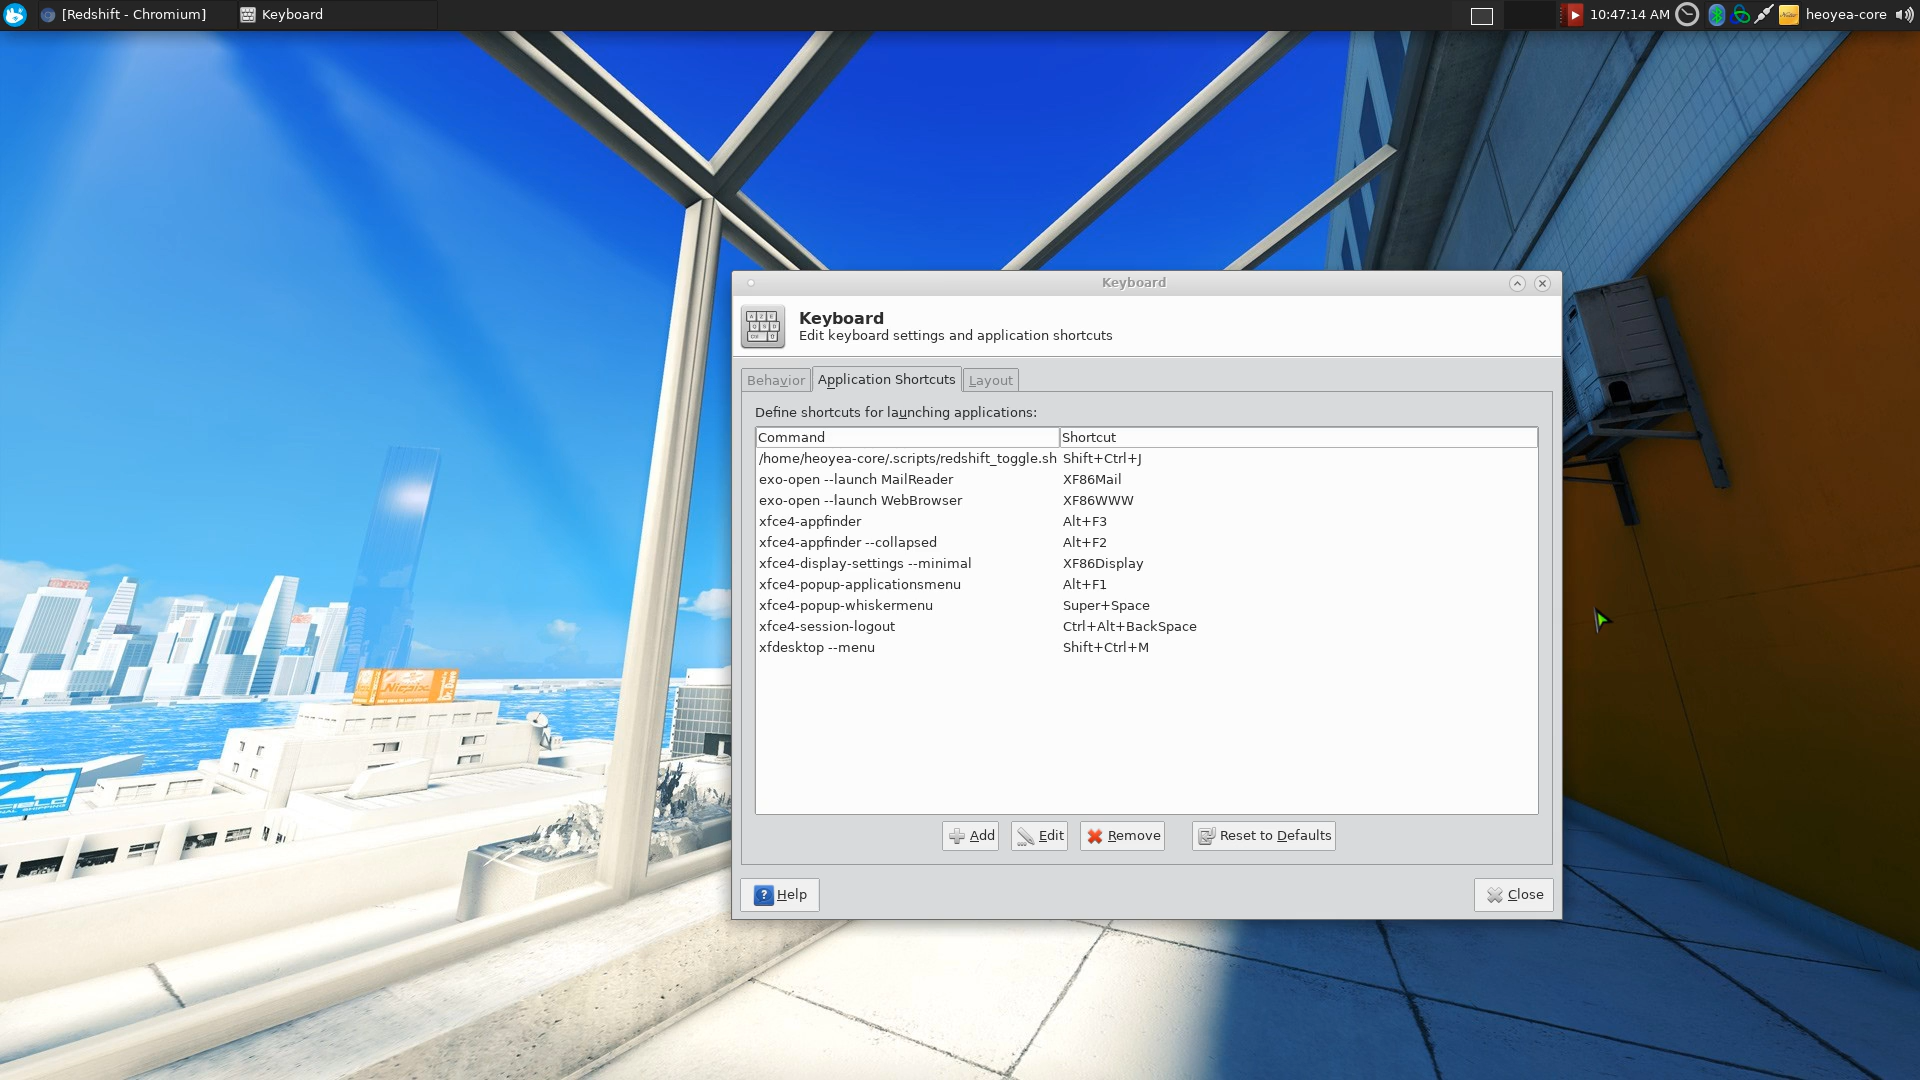 [Redshift - Chromium]
Keyboard
10:47:14 AM
heoyea-core
Keyboard
Keyboard
Edit keyboard settings and application shortcuts
Behavior
Application Shortcuts
Layout
Define shortcuts for launching applications:
Command Shortcut
/home/heoyea-core/.scripts/redshift_toggle.sh Shift+Ctrl+J
exo-open --launch MailReader XF86Mail
exo-open --launch WebBrowser XF86WWW
xfce4-appfinder Alt+F3
xfce4-appfinder --collapsed Alt+F2
xfce4-display-settings --minimal XF86Display
xfce4-popup-applicationsmenu Alt+F1
xfce4-popup-whiskermenu Super+Space
xfce4-session-logout Ctrl+Alt+BackSpace
xfdesktop --menu Shift+Ctrl+M
Add
Edit
Remove
Reset to Defaults
Help
Close